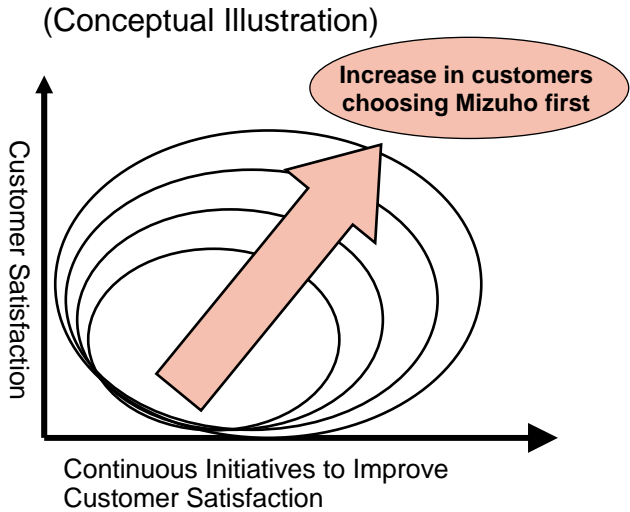 (Conceptual Illustration)
Increase in customers
choosing Mizuho first
Customer Satisfaction
Continuous Initiatives to Improve
Customer Satisfaction